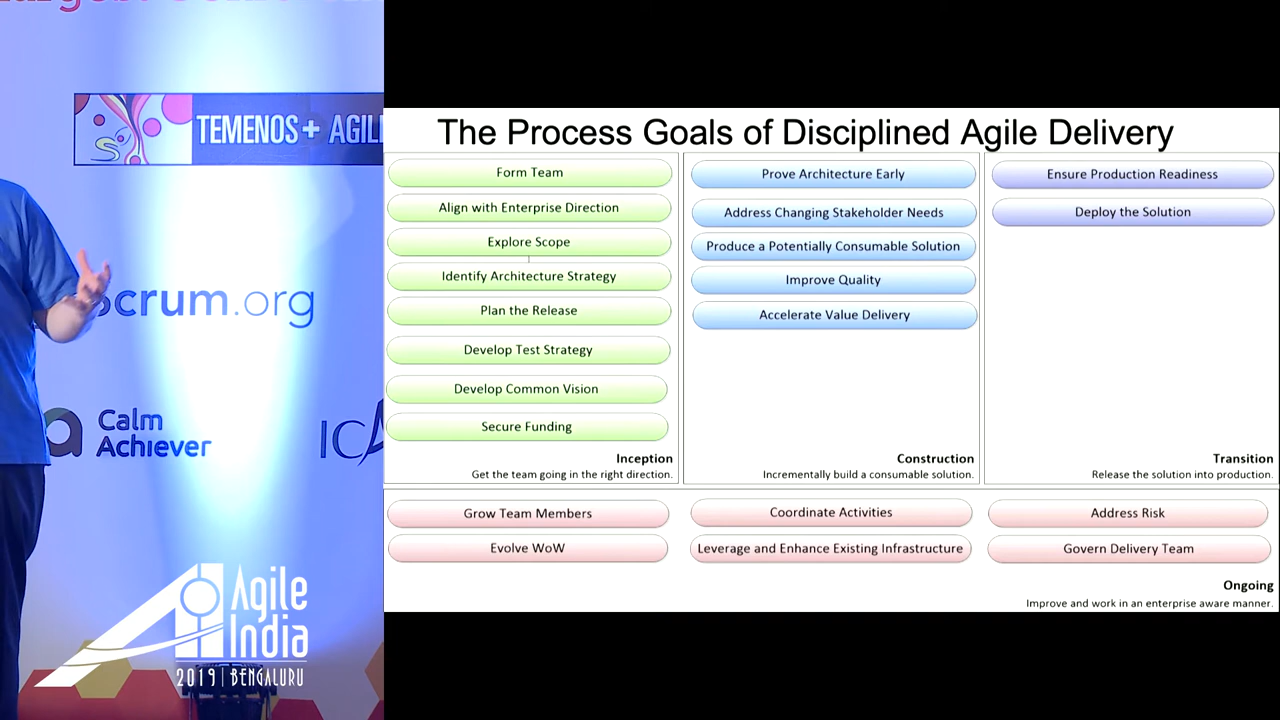 TEMENOS+ AGILE
Scrum.org
Calm
Achiever
Agile
India
2019 | BENGALURU
The Process Goals of Disciplined Agile Delivery
Form Team
Align with Enterprise Direction
Explore Scope
Identify Architecture Strategy
Plan the Release
Develop Test Strategy
Develop Common Vision
Secure Funding
Inception
Get the team going in the right direction.
Prove Architecture Early
Address Changing Stakeholder Needs
Produce a Potentially Consumable Solution
Improve Quality
Accelerate Value Delivery
Construction
Incrementally build a consumable solution.
Ensure Production Readiness
Deploy the Solution
Transition
Release the solution into production.
Grow Team Members
Coordinate Activities
Address Risk
Evolve WoW
Leverage and Enhance Existing Infrastructure
Govern Delivery Team
Ongoing
Improve and work in an enterprise aware manner.